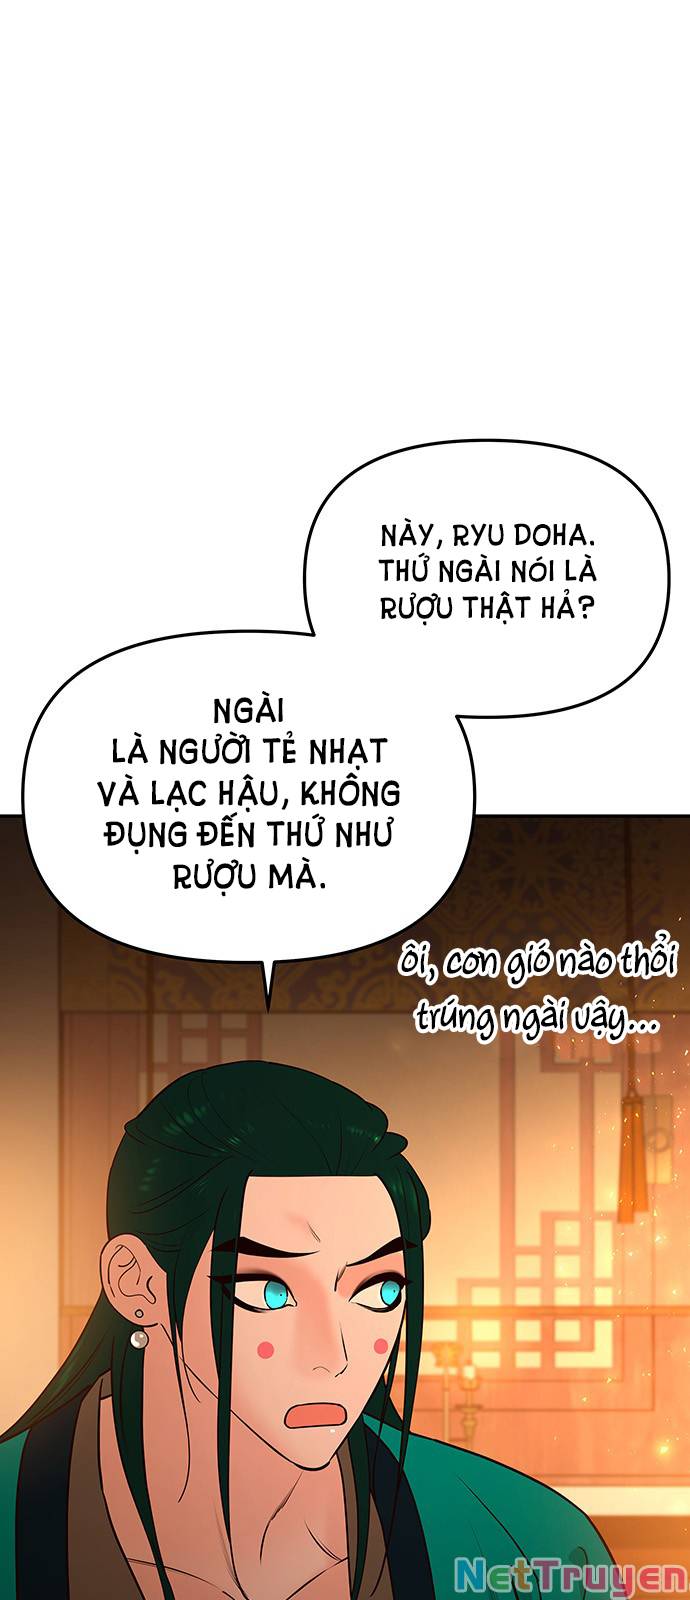 NÀY, RYU DOHA.
THỨ NGÀI NÓI LÀ
RƯỢU THẬT HẢ?
NGÀI
LÀ NGƯỜI TẺ NHẠT
VÀ LẠC HẬU, KHÔNG
ĐỤNG ĐẾN THỨ NHƯ
RƯỢU MÀ.
ôi, cơn gió nào thổi
trúng ngài vậy...
NetTruyen